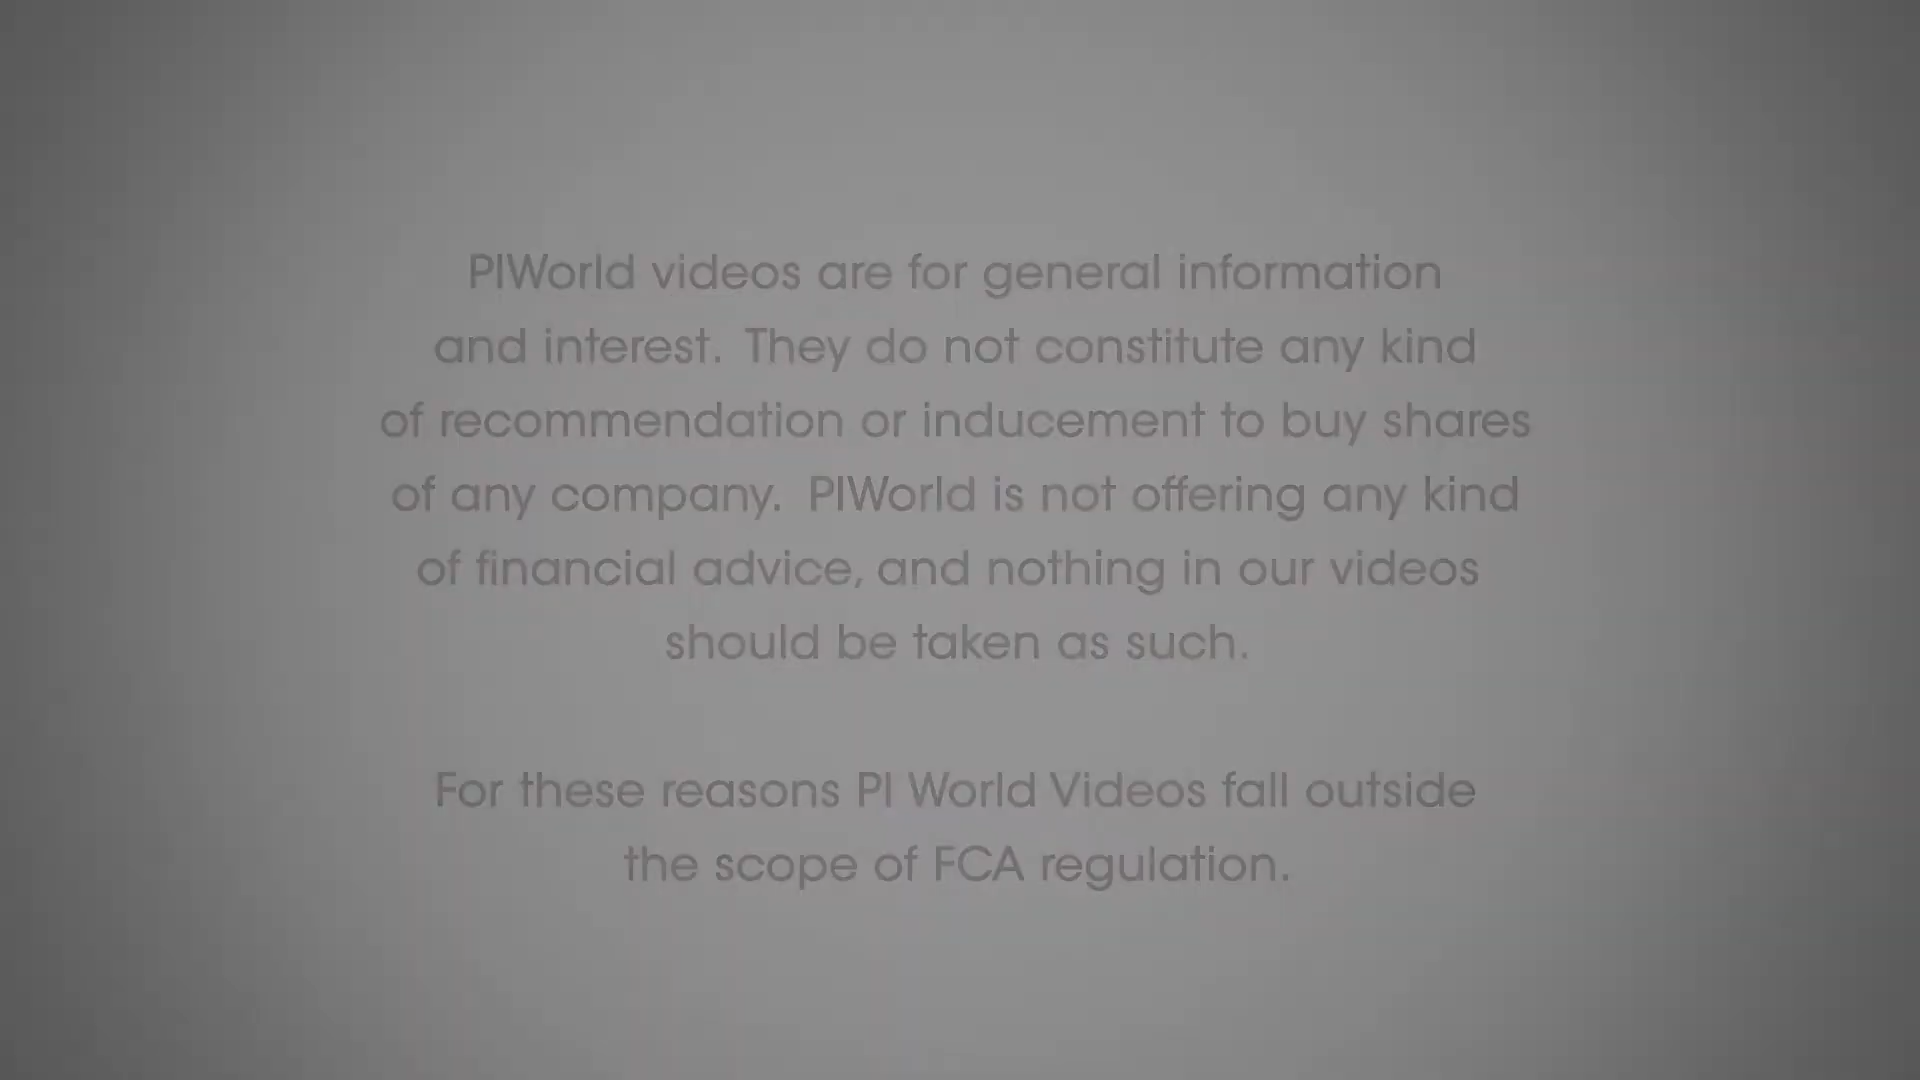 PIWorld videos are for general information
and interest. They do not constitute any kind
of recommendation or inducement to buy shares
of any company. PIWorld is not offering any kind
of financial advice, and nothing in our videos
should be taken as such.
For these reasons PI World Videos fall outside
the scope of FCA regulation.